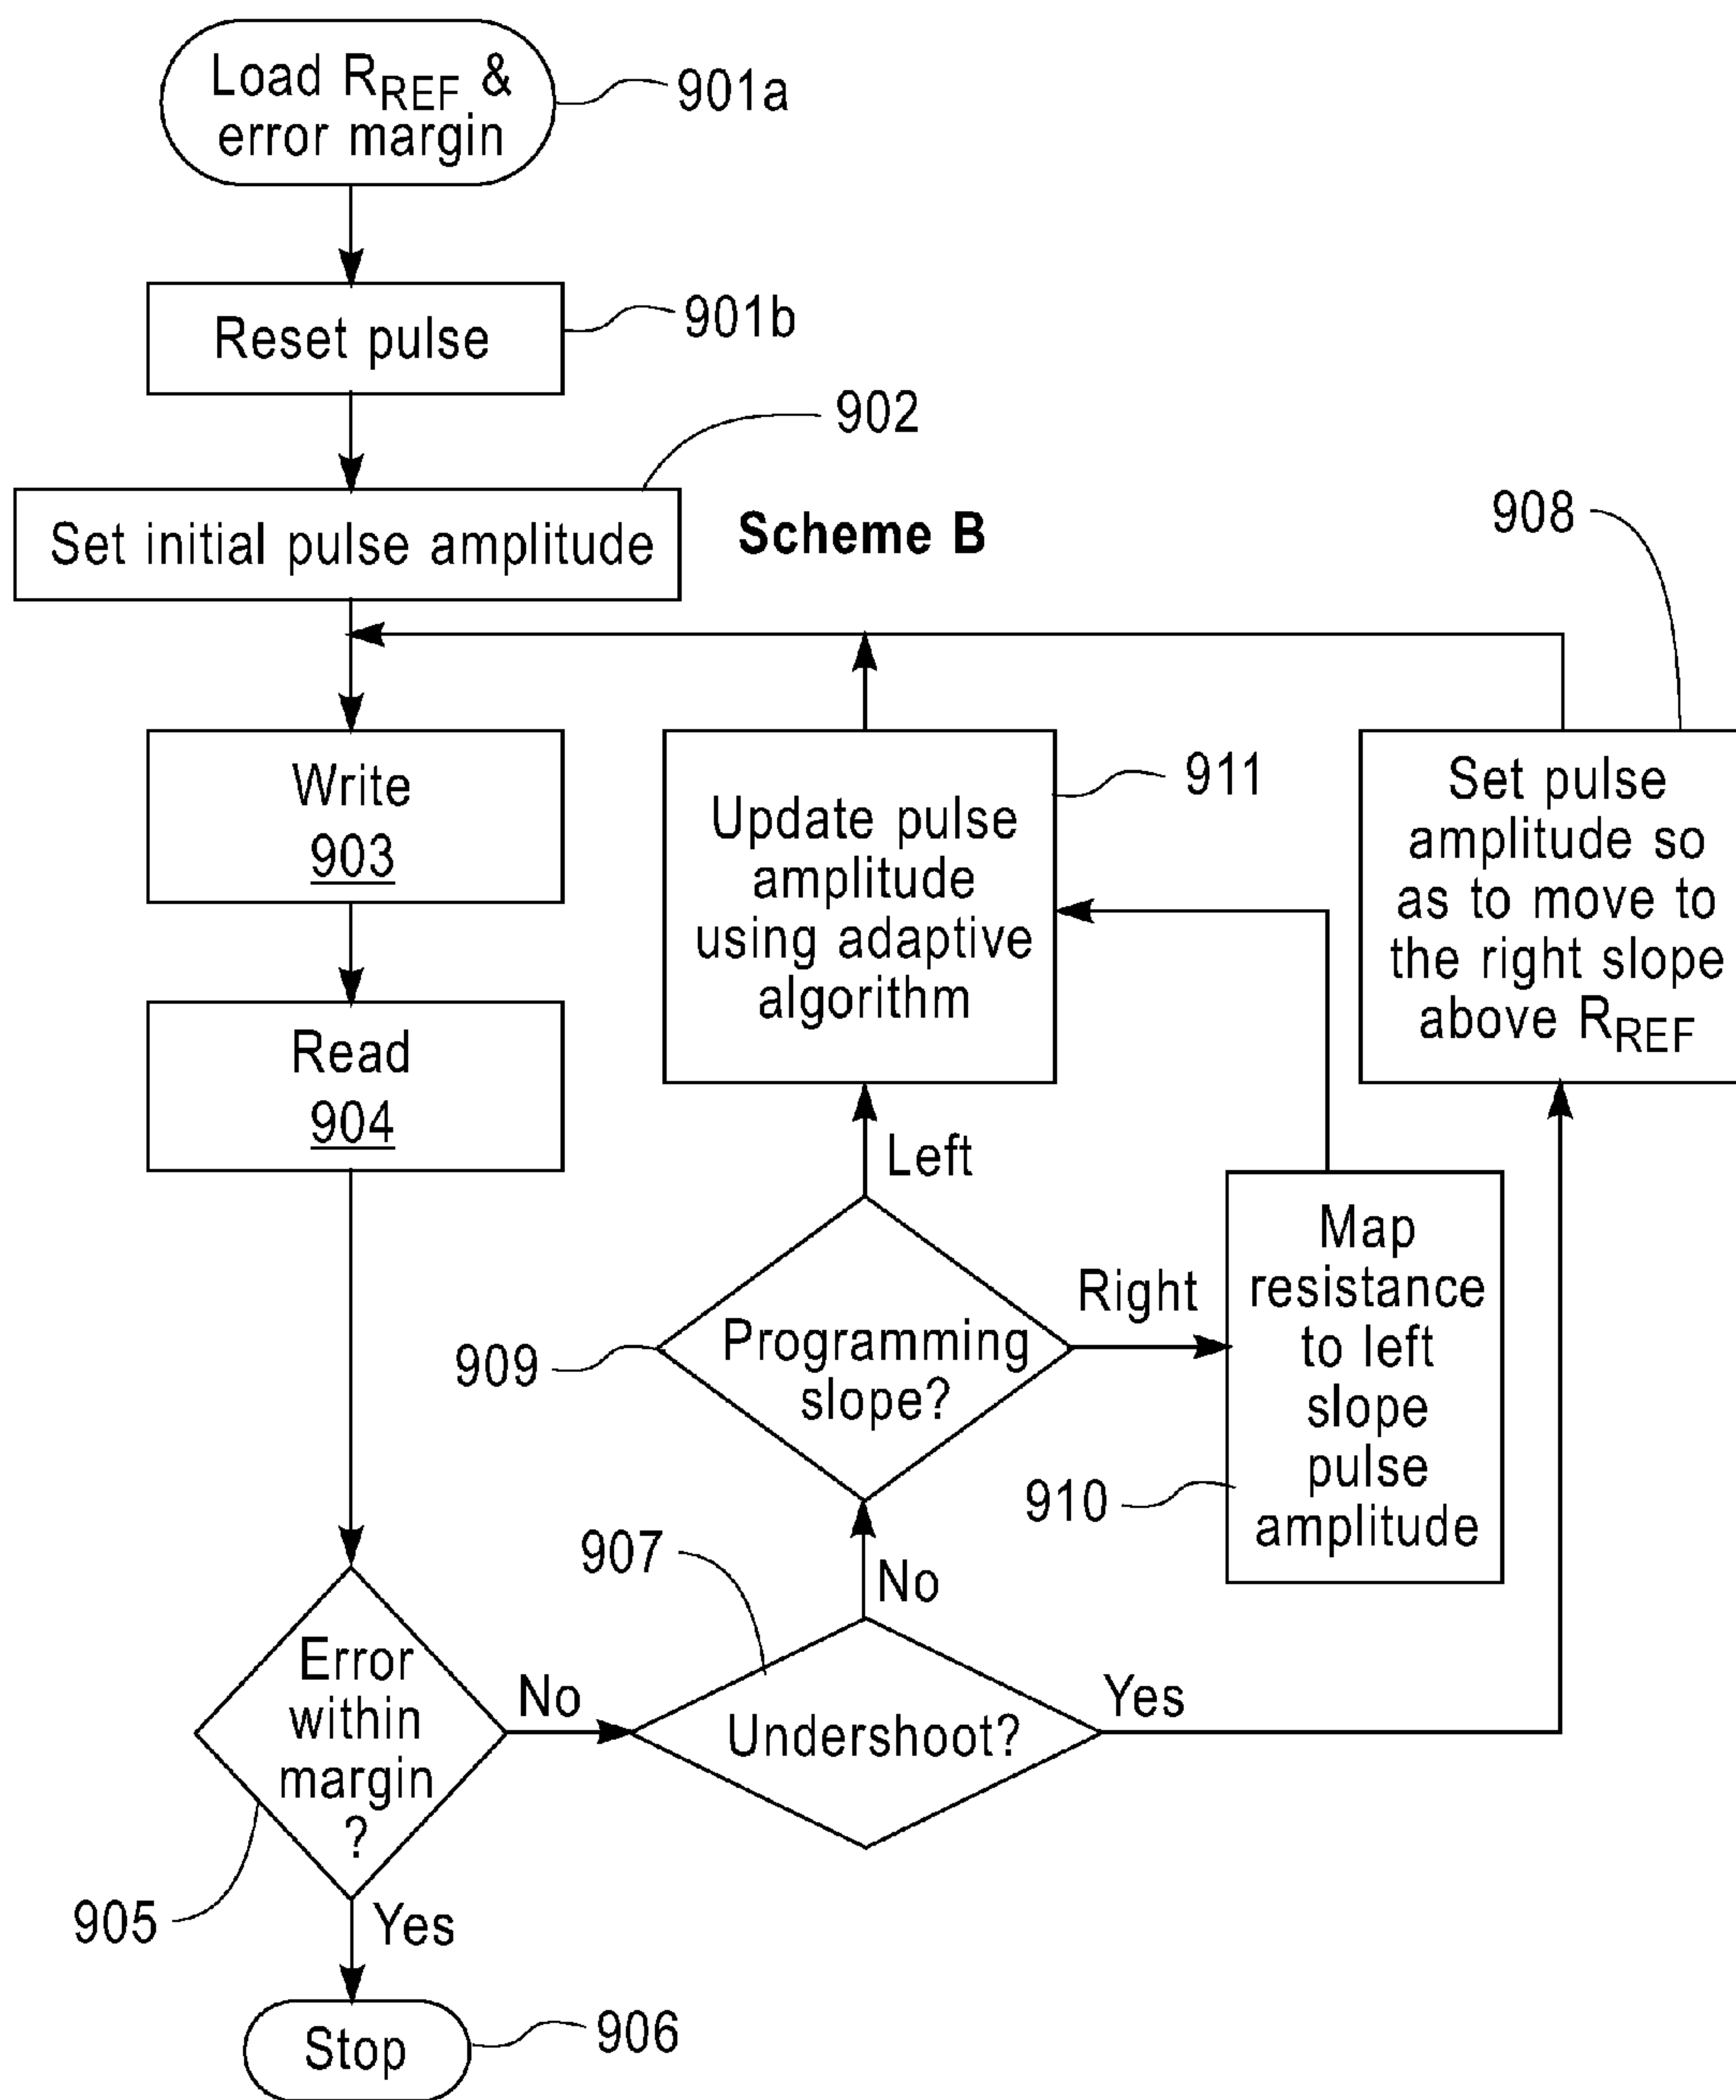 Load R_REF &
error margin
901a
Reset pulse
901b
902
Set initial pulse amplitude
Scheme B
908
Write
903
Update pulse
amplitude
using adaptive
algorithm
911
Set pulse
amplitude so
as to move to
the right slope
above R_REF
Read
904
Left
Programming
slope?
909
Right
Map
resistance
to left
slope
pulse
amplitude
910
907
No
Error
within
margin
?
No
Undershoot?
Yes
905
Yes
Stop
906